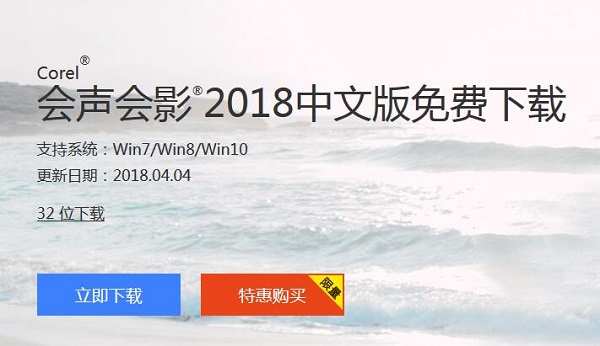 Corel®
会声会影®2018中文版免费下载
支持系统：Win7/Win8/Win10
更新日期：2018.04.04
32 位下载
立即下载
特惠购买
限量